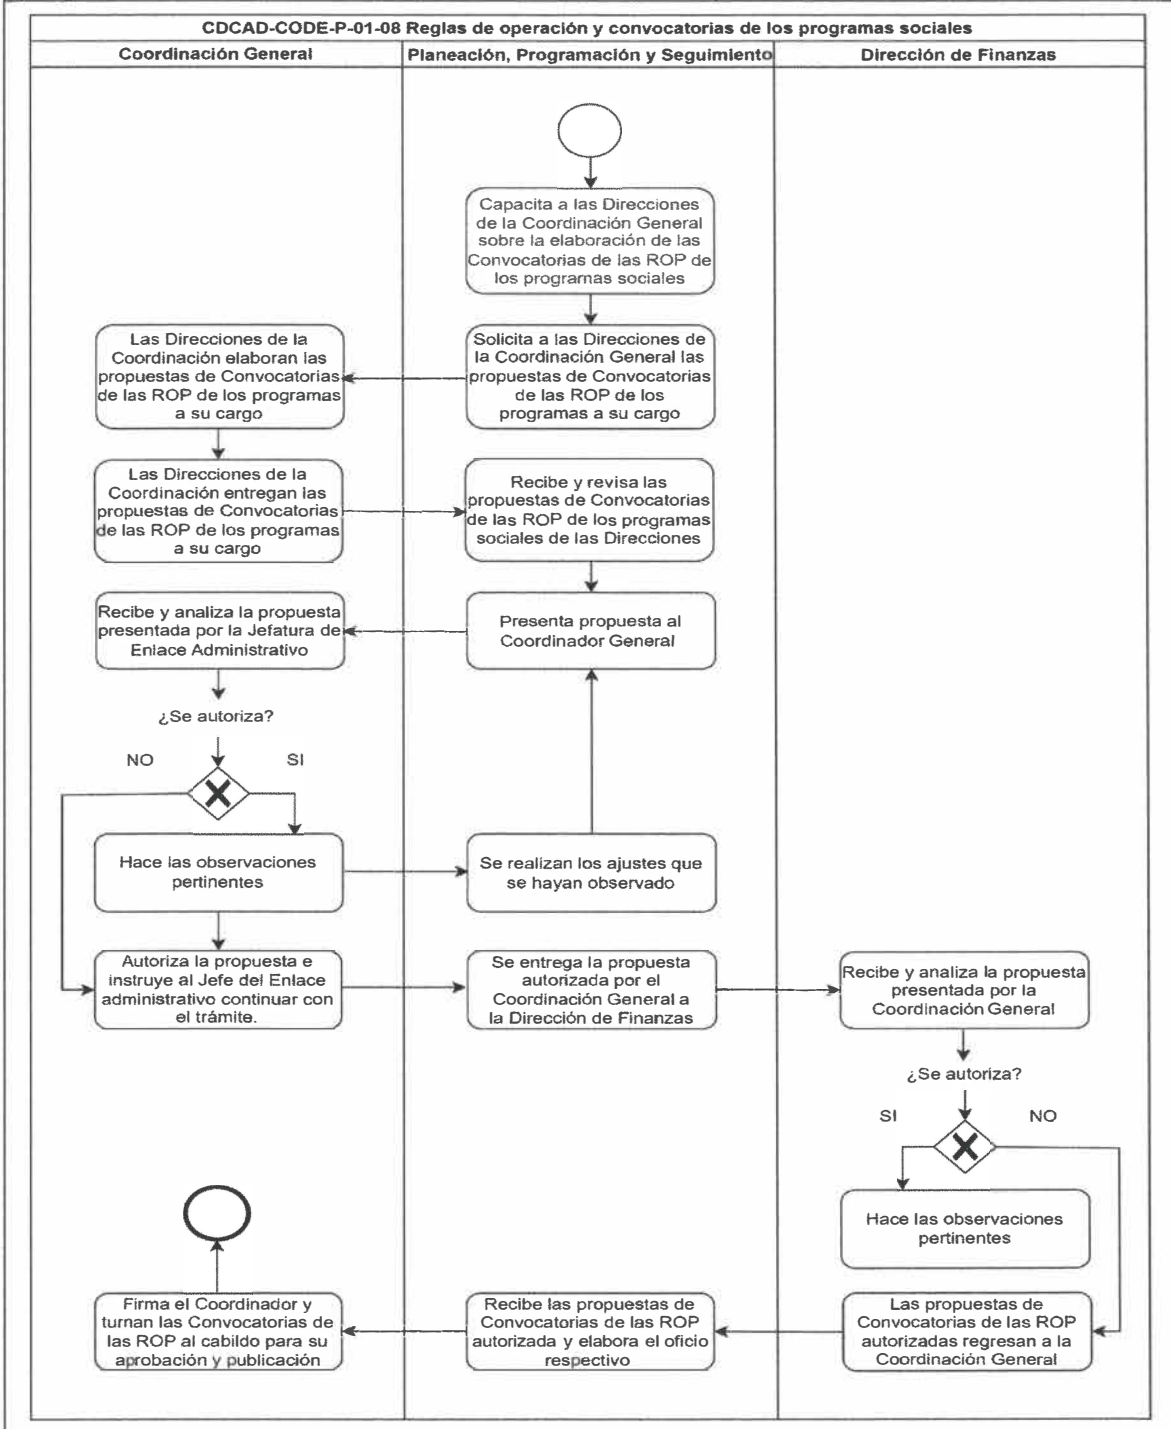 CDCAD-CODE-P-01-08 Reglas de operación y convocatorias de los programas sociales
Coordinación General
Planeación, Programación y Seguimiento
Dirección de Finanzas
Capacita a las Direcciones
de la Coordinación General
sobre la elaboración de las
Convocatorias de las ROP de
los programas sociales
Las Direcciones de la
Coordinación elaboran las
propuestas de Convocatorias
de las ROP de los programas
a su cargo
Solicita a las Direcciones de
la Coordinación General las
propuestas de Convocatorias
de las ROP de los
programas a su cargo
Las Direcciones de la
Coordinación entregan las
propuestas de Convocatorias
de las ROP de los programas
a su cargo
Recibe y revisa las
propuestas de Convocatorias
de las ROP de los programas
sociales de las Direcciones
Recibe y analiza la propuesta
presentada por la Jefatura de
Enlace Administrativo
Presenta propuesta al
Coordinador General
¿Se autoriza?
NO
SI
Hace las observaciones
pertinentes
Se realizan los ajustes que
se hayan observado
Autoriza la propuesta e
instruye al Jefe del Enlace
administrativo continuar con
el trámite.
Se entrega la propuesta
autorizada por el
Coordinación General a
la Dirección de Finanzas
Recibe y analiza la propuesta
presentada por la
Coordinación General
¿Se autoriza?
SI
NO
Hace las observaciones
pertinentes
Firma el Coordinador y
turnan las Convocatorias de
las ROP al cabildo para su
aprobación y publicación
Recibe las propuestas de
Convocatorias de las ROP
autorizada y elabora el oficio
respectivo
Las propuestas de
Convocatorias de las ROP
autorizadas regresan a la
Coordinación General